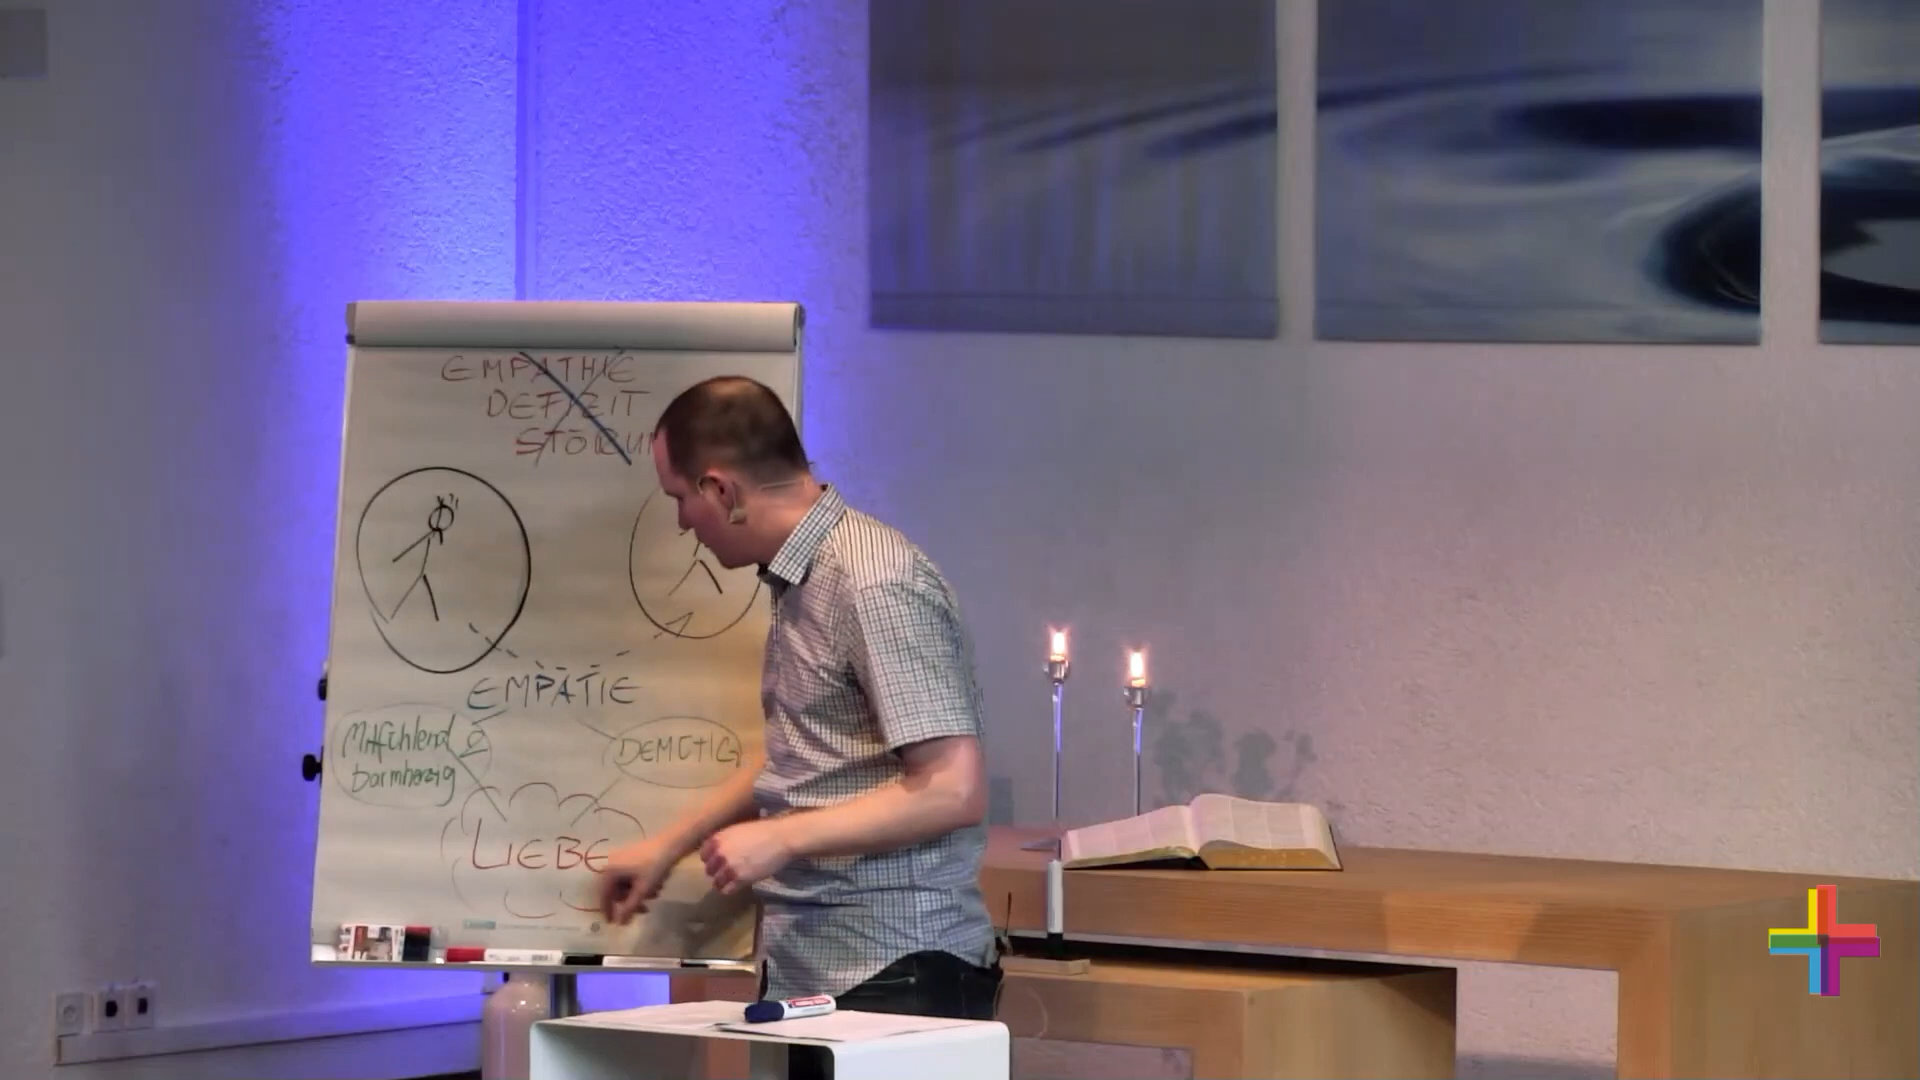 EMPATHIE
DEFIZIT
STÖRUN
EMPATIE
Mitfühlend
barmherzig
DEMÜTIG
LIEBE